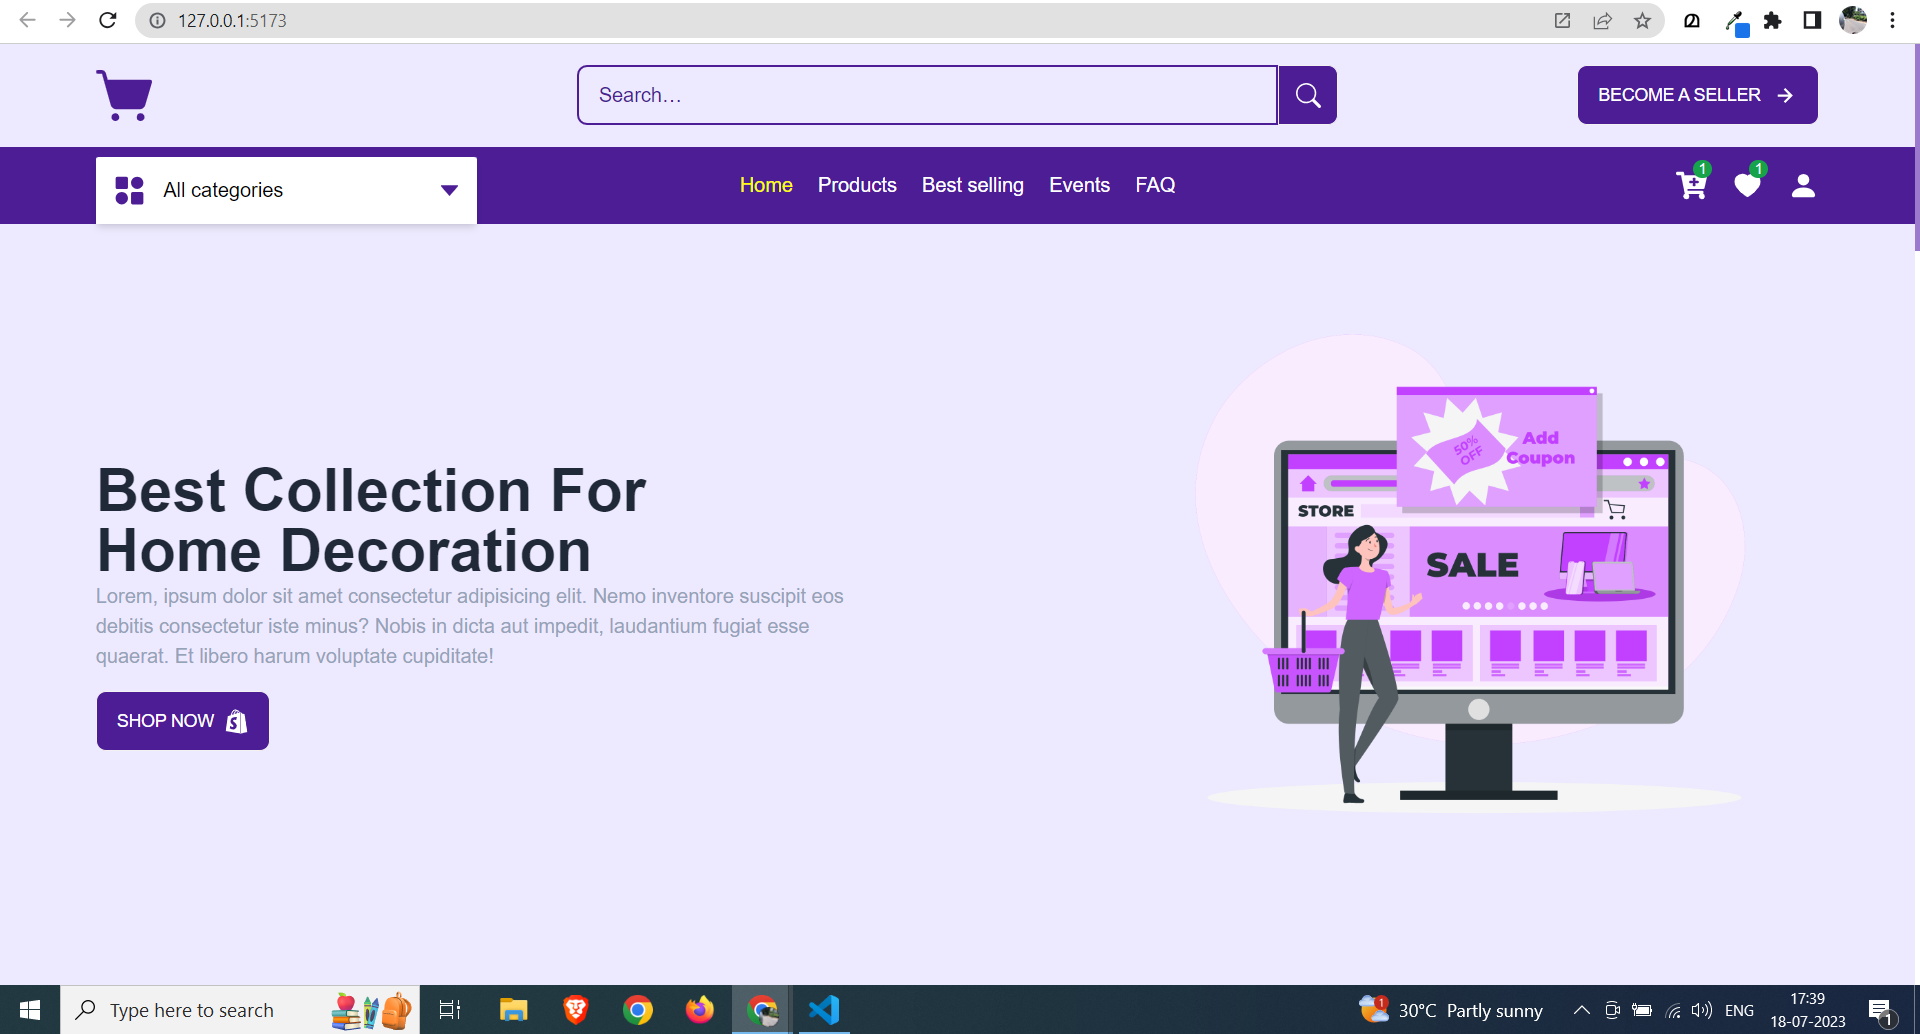 127.0.0.1:5173
Search...
BECOME A SELLER
All categories
Home Products Best selling Events FAQ
1 1
50% OFF
Add Coupon
STORE
SALE
Best Collection For
Home Decoration
Lorem, ipsum dolor sit amet consectetur adipisicing elit. Nemo inventore suscipit eos
debitis consectetur iste minus? Nobis in dicta aut impedit, laudantium fugiat esse
quaerat. Et libero harum voluptate cupiditate!
SHOP NOW
Type here to search
1
30°C Partly sunny
ENG
17:39
18-07-2023
1